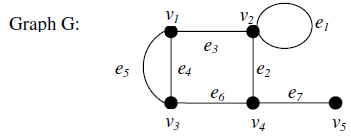 Graph G:
v1 v2 e1
e3
e5 e4 e2
e6 e7
v3 v4 v5